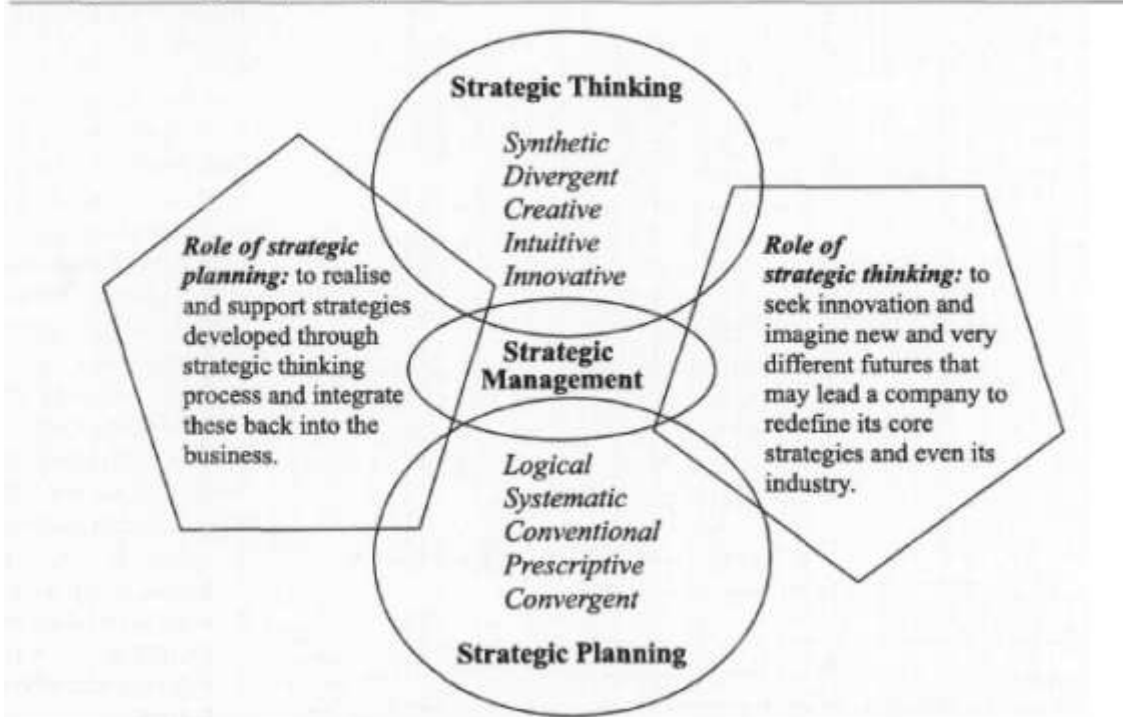 Strategic Thinking
Synthetic
Divergent
Creative
Intuitive
Innovative
Role of strategic
planning: to realise
and support strategies
developed through
strategic thinking
process and integrate
these back into the
business.
Strategic
Management
Role of
strategic thinking: to
seek innovation and
imagine new and very
different futures that
may lead a company to
redefine its core
strategies and even its
industry.
Logical
Systematic
Conventional
Prescriptive
Convergent
Strategic Planning